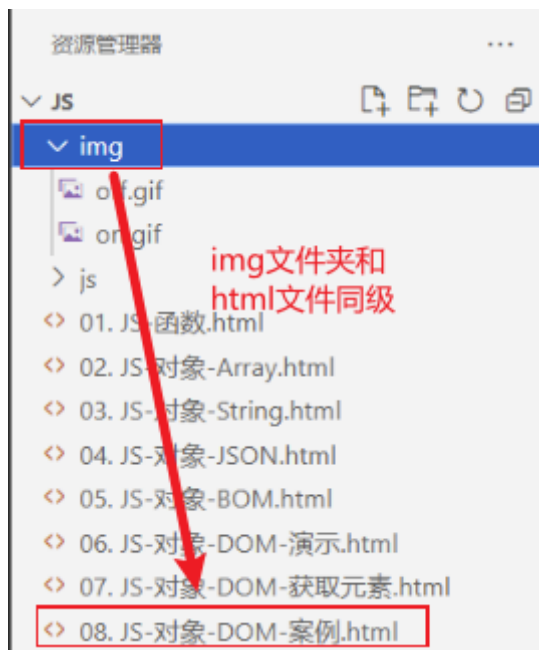 资源管理器
JS
img
off.gif
on.gif
img文件夹和
html文件同级
js
01. JS-函数.html
02. JS-对象-Array.html
03. JS-对象-String.html
04. JS-对象-JSON.html
05. JS-对象-BOM.html
06. JS-对象-DOM-演示.html
07. JS-对象-DOM-获取元素.html
08. JS-对象-DOM-案例.html